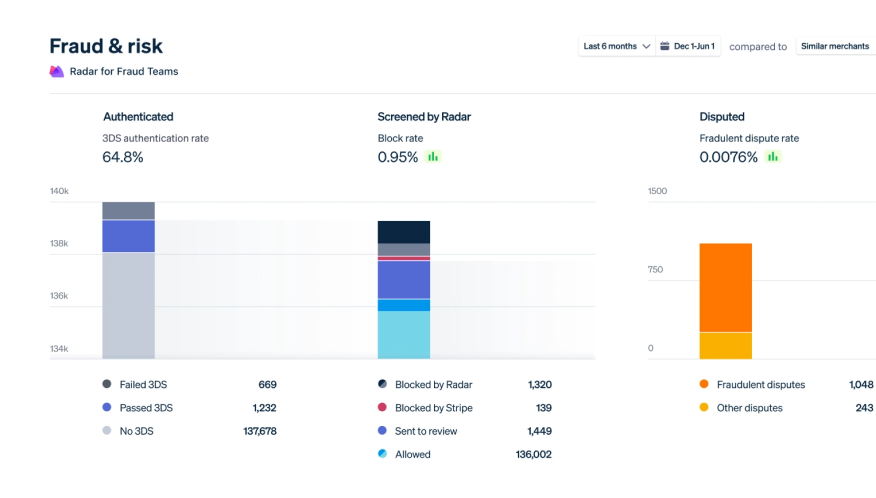 Fraud & risk
Last 6 months
Dec 1-Jun 1
compared to
Similar merchants
Radar for Fraud Teams
Authenticated
3DS authentication rate
64.8%
Screened by Radar
Block rate
0.95%
Disputed
Fradulent dispute rate
0.0076%
140k
138k
136k
134k
1500
750
0
Failed 3DS 669
Passed 3DS 1,232
No 3DS 137,678
Blocked by Radar 1,320
Blocked by Stripe 139
Sent to review 1,449
Allowed 136,002
Fraudulent disputes 1,048
Other disputes 243